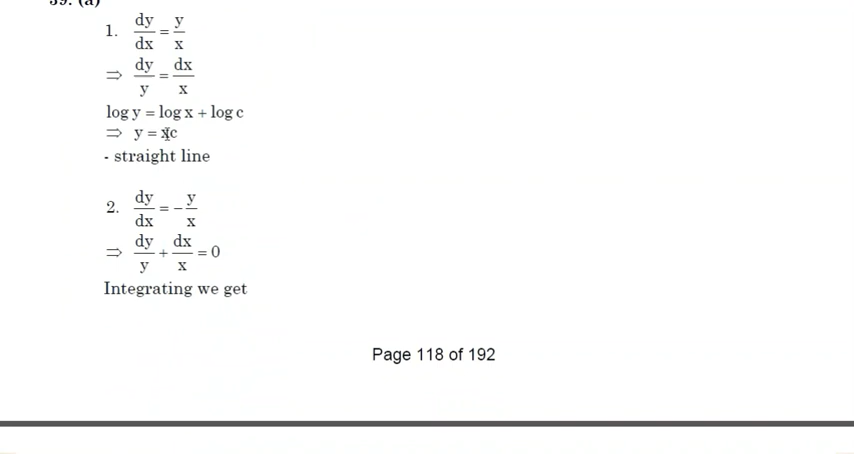 39. (a)
1. dy/dx = y/x
⇒ dy/y = dx/x
log y = log x + log c
⇒ y = xc
- straight line
2. dy/dx = -y/x
⇒ dy/y + dx/x = 0
Integrating we get
Page 118 of 192